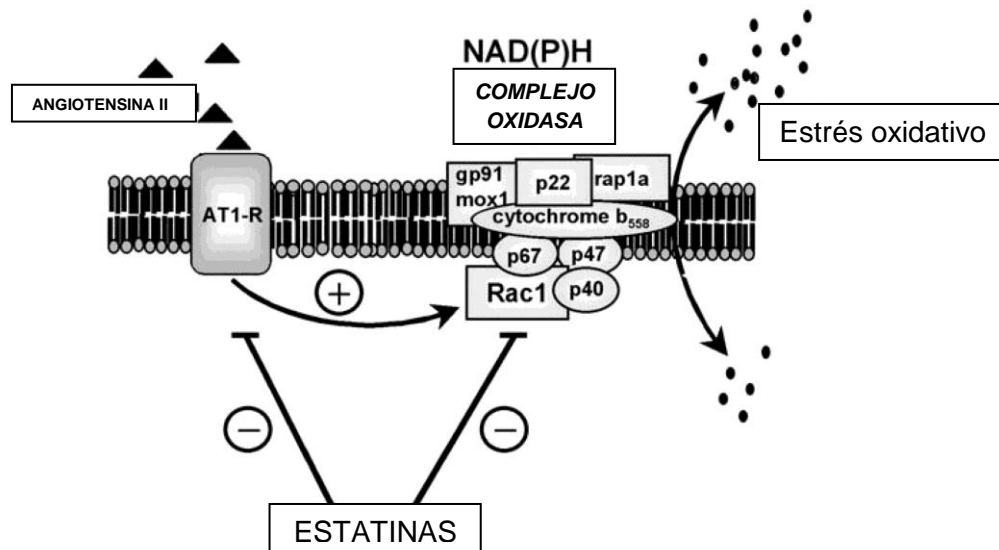 NAD(P)H
COMPLEJO
OXIDASA
ANGIOTENSINA II
Estrés oxidativo
AT1-R
gp91
mox1
p22
rap1a
cytochrome b558
p67
p47
Rac1
p40
+
−
−
ESTATINAS